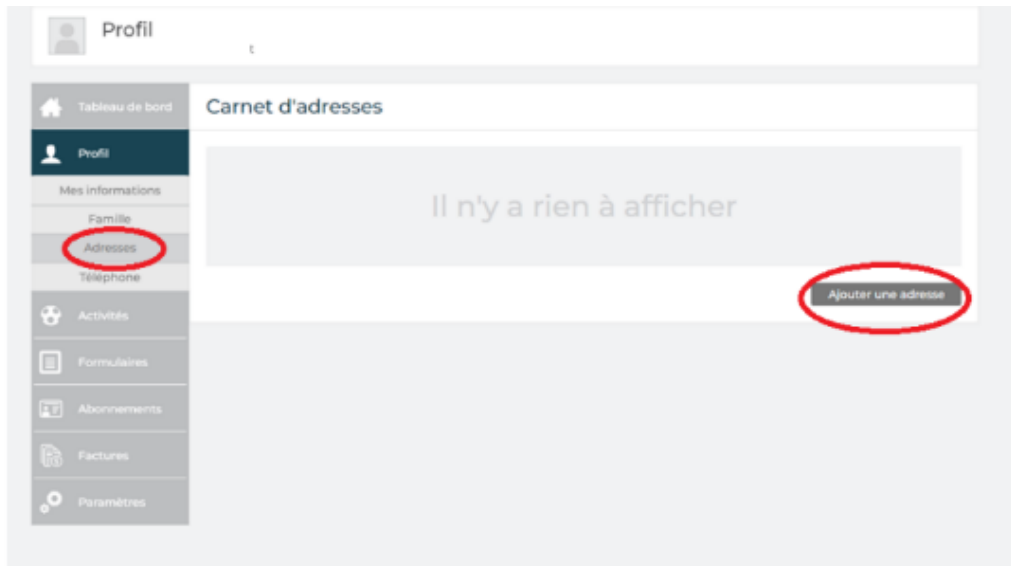 Profil
t
Tableau de bord
Carnet d'adresses
Profil
Mes informations
Il n'y a rien à afficher
Famille
Adresses
Téléphone
Ajouter une adresse
Activités
Formulaires
Abonnements
Factures
Paramètres